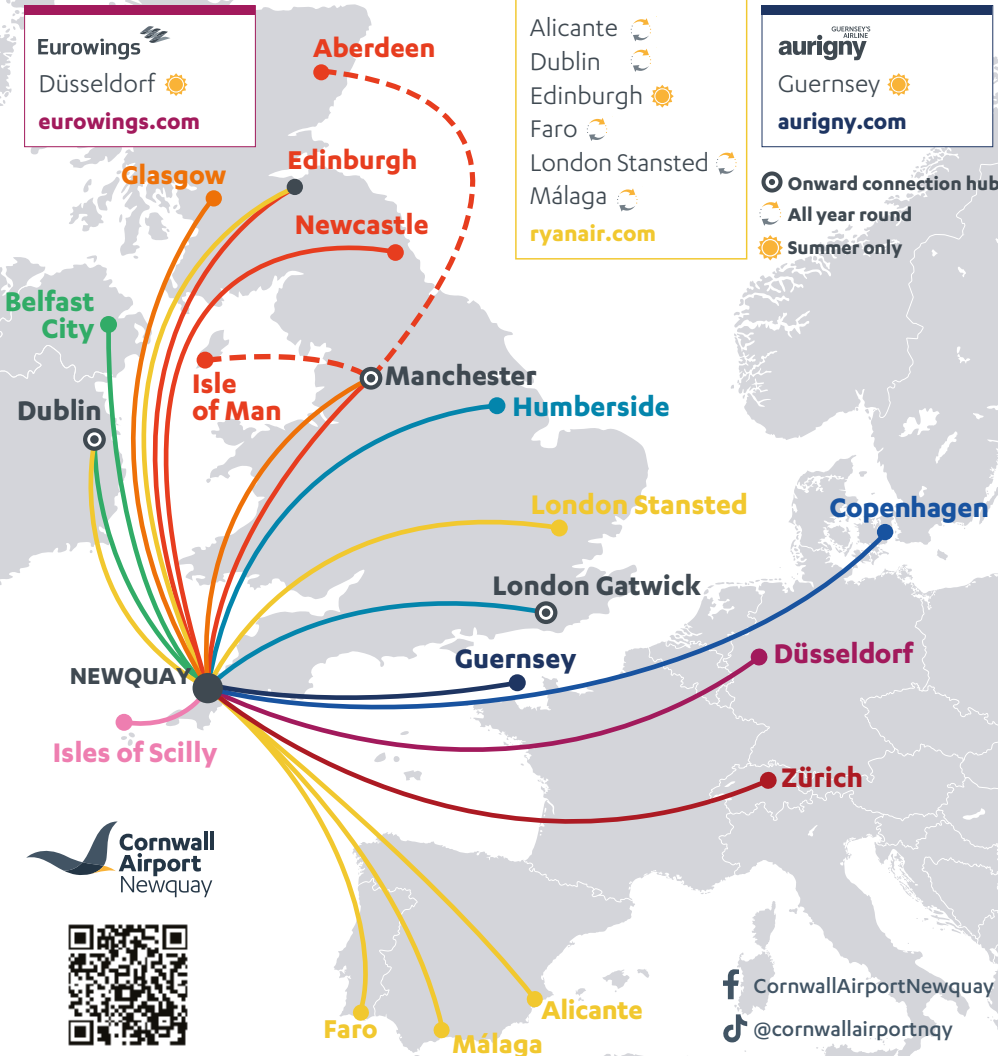 Eurowings
Düsseldorf
eurowings.com
Alicante
Dublin
Edinburgh
Faro
London Stansted
Málaga
ryanair.com
GUERNSEY'S
AIRLINE
aurigny
Guernsey
aurigny.com
Onward connection hub
All year round
Summer only
Aberdeen
Edinburgh
Glasgow
Newcastle
Belfast
City
Isle
of Man
Manchester
Dublin
Humberside
London Stansted
Copenhagen
London Gatwick
Guernsey
Düsseldorf
NEWQUAY
Isles of Scilly
Zürich
Cornwall
Airport
Newquay
Faro
Málaga
Alicante
CornwallAirportNewquay
@cornwallairportnqy